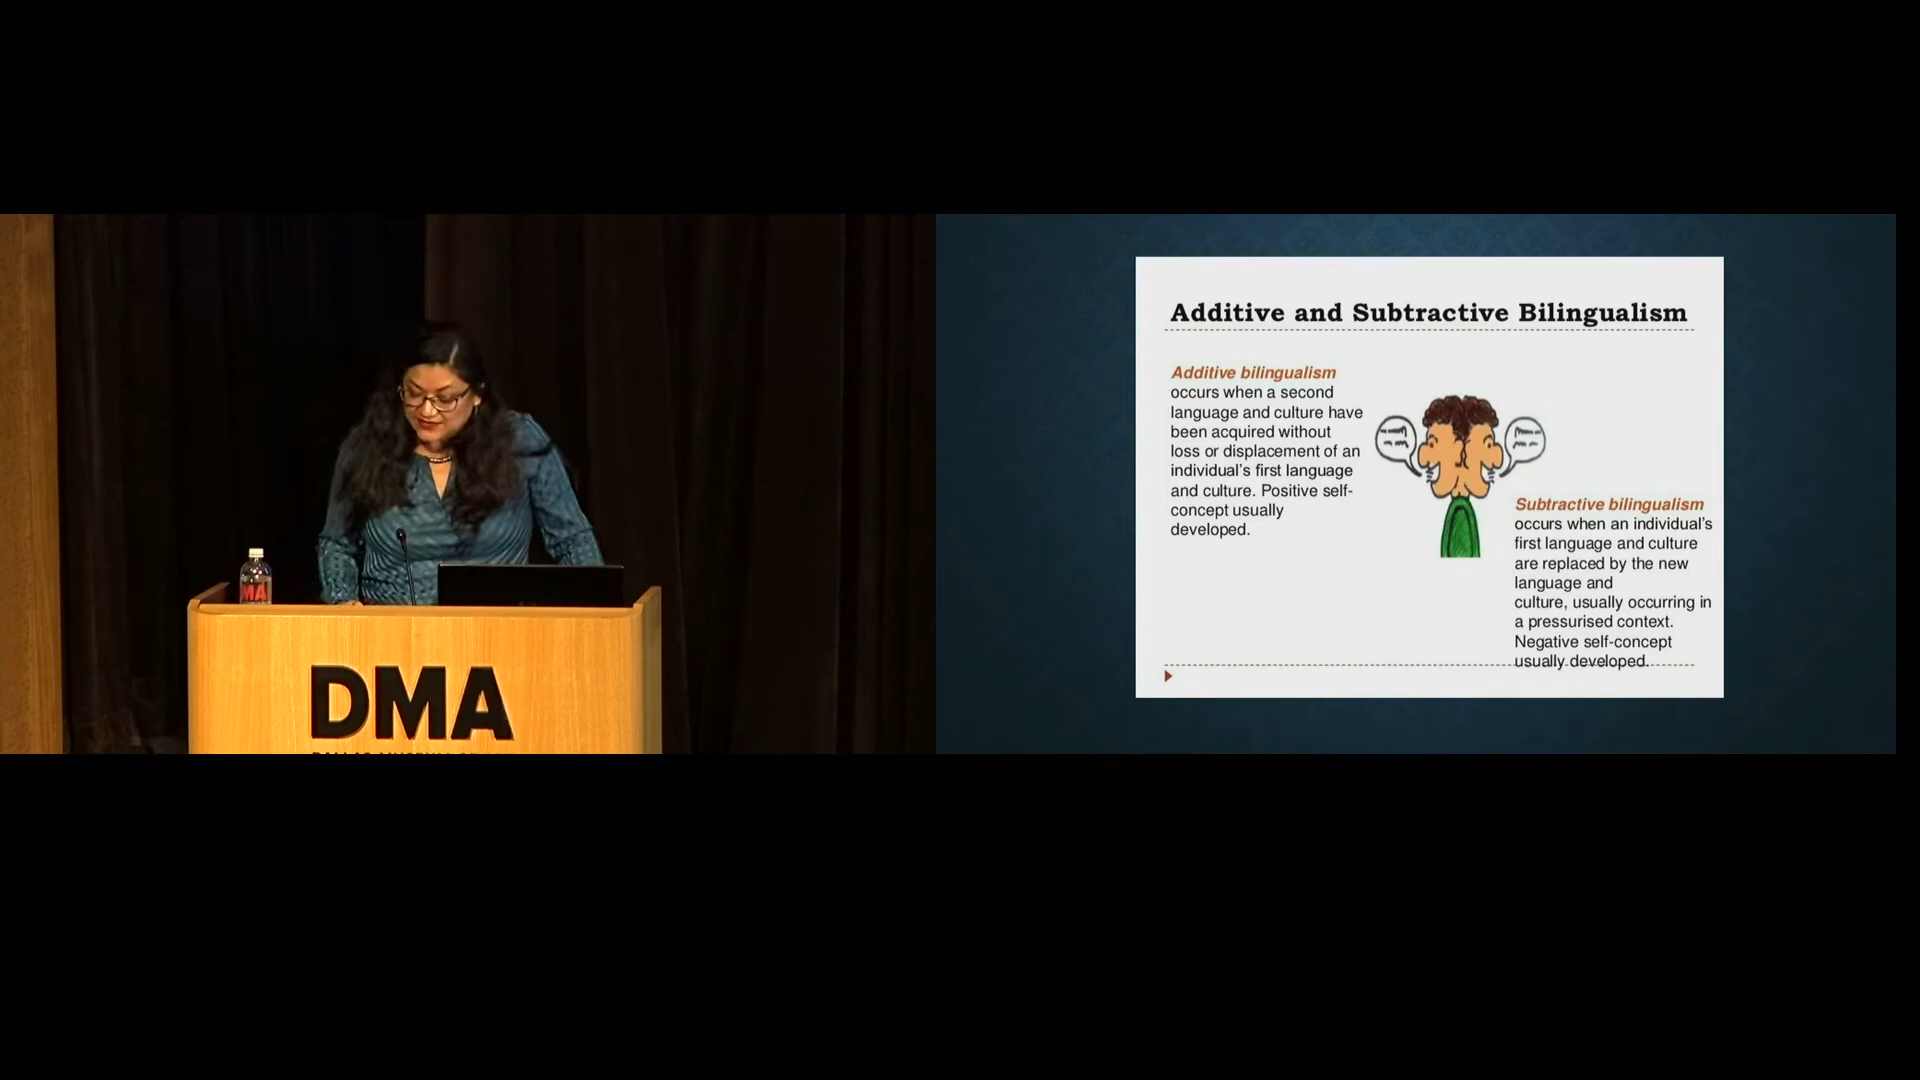 MA
DMA
Additive and Subtractive Bilingualism
Additive bilingualism
occurs when a second
language and culture have
been acquired without
loss or displacement of an
individual’s first language
and culture. Positive self-
concept usually
developed.
Subtractive bilingualism
occurs when an individual’s
first language and culture
are replaced by the new
language and
culture, usually occurring in
a pressurised context.
Negative self-concept
usually developed.